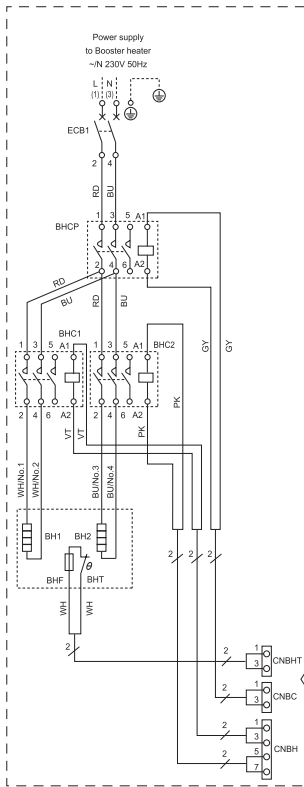 Power supply
to Booster heater
~/N 230V 50Hz
L N
(1) (3)
ECB1
2 4
RD BU
1 3 5 A1
BHCP
2 4 6 A2
RD
BU
RD BU
GY GY
BHC1
BHC2
1 3 5 A1 1 3 5 A1
2 4 6 A2 2 4 6 A2
VT VT PK PK
WH/No.1 WH/No.2 BU/No.3 BU/No.4
BH1 BH2
θ
BHF BHT
WH WH
2 2 2
2
2 1
3
CNBHT
2 1
3
CNBC
2 1
3
CNBH
2 5
7